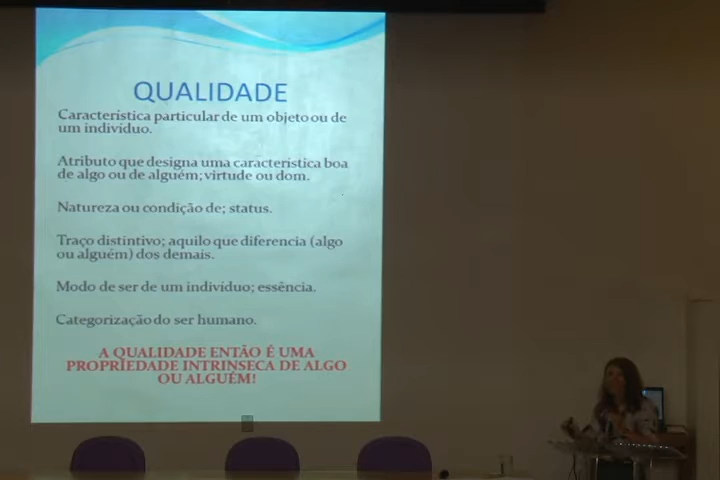 QUALIDADE
Característica particular de um objeto ou de
um indivíduo.
Atributo que designa uma característica boa
de algo ou de alguém; virtude ou dom.
Natureza ou condição de; status.
Traço distintivo; aquilo que diferencia (algo
ou alguém) dos demais.
Modo de ser de um indivíduo; essência.
Categorização do ser humano.
A QUALIDADE ENTÃO É UMA
PROPRIEDADE INTRINSECA DE ALGO
OU ALGUÉM!